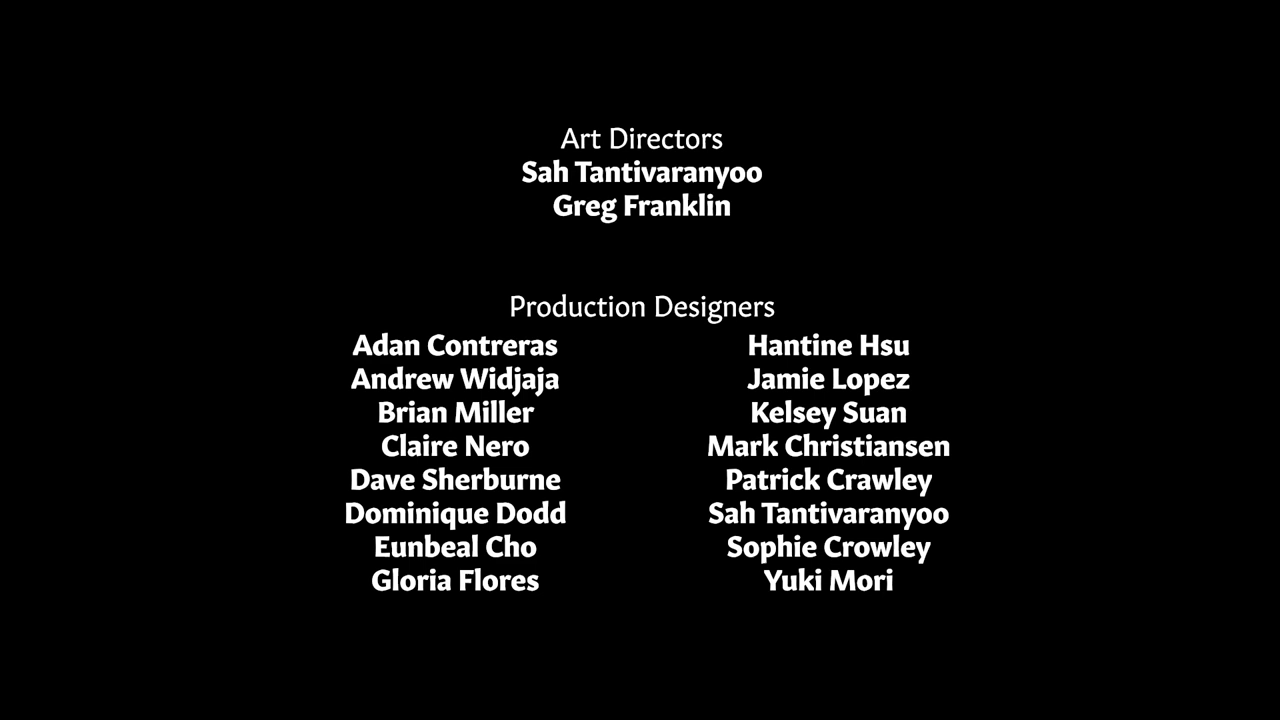 Art Directors
Sah Tantivaranyoo
Greg Franklin
Production Designers
Adan Contreras
Andrew Widjaja
Brian Miller
Claire Nero
Dave Sherburne
Dominique Dodd
Eunbeal Cho
Gloria Flores
Hantine Hsu
Jamie Lopez
Kelsey Suan
Mark Christiansen
Patrick Crawley
Sah Tantivaranyoo
Sophie Crowley
Yuki Mori